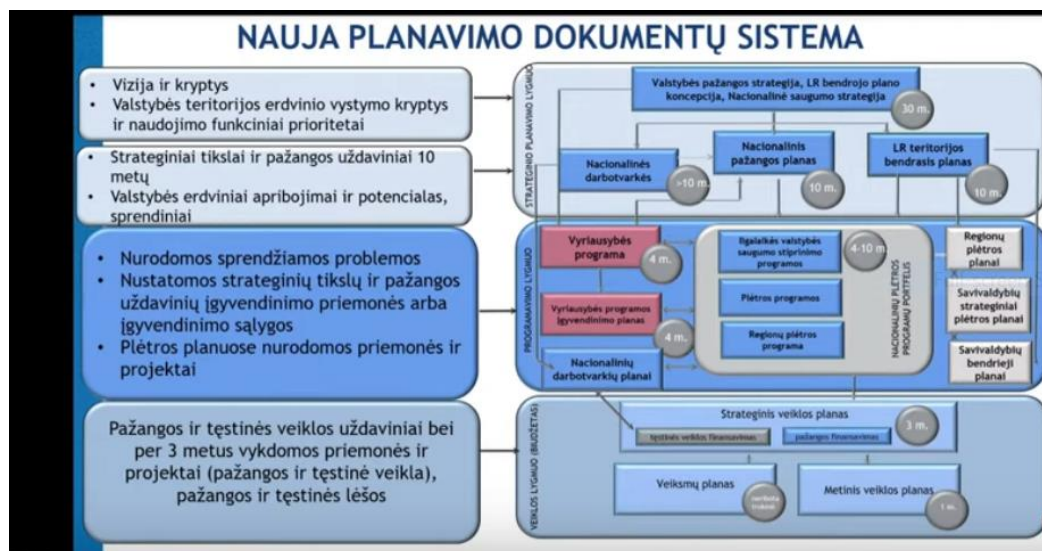 NAUJA PLANAVIMO DOKUMENTŲ SISTEMA
• Vizija ir kryptys
• Valstybės teritorijos erdvinio vystymo kryptys
ir naudojimo funkciniai prioritetai
• Strateginiai tikslai ir pažangos uždaviniai 10
metų
• Valstybės erdviniai apribojimai ir potencialas,
sprendiniai
• Nurodomos sprendžiamos problemos
• Nustatomos strateginių tikslų ir pažangos
uždavinių įgyvendinimo priemonės arba
įgyvendinimo sąlygos
• Plėtros planuose nurodomos priemonės ir
projektai
Pažangos ir tęstinės veiklos uždaviniai bei
per 3 metus vykdomos priemonės ir
projektai (pažangos ir tęstinė veikla),
pažangos ir tęstinės lėšos
STRATEGINIO PLANAVIMO LYGMUO
Valstybės pažangos strategija, LR bendrojo plano
koncepcija, Nacionalinė saugumo strategija
30 m.
Nacionalinės
darbotvarkės
>10 m.
Nacionalinis
pažangos planas
10 m.
LR teritorijos
bendrasis planas
10 m.
PROGRAMAVIMO LYGMUO
Vyriausybės
programa
4 m.
Vyriausybės programos
įgyvendinimo planas
4 m.
Nacionalinių
darbotvarkių planai
Ilgalaikės valstybės
saugumo stiprinimo
programos
4-10 m
Plėtros programos
Regionų plėtros
programa
NACIONALINIŲ PLĖTROS
PROGRAMŲ PORTFELIS
Regionų
plėtros
planai
Savivaldybių
strateginiai
plėtros planai
Savivaldybių
bendrieji
planai
VEIKLOS LYGMUO (BIUDŽETAS)
Strateginis veiklos planas
3 m.
tęstinės veiklos finansavimas
pažangos finansavimas
Veiksmų planas
Metinis veiklos planas
1 m.